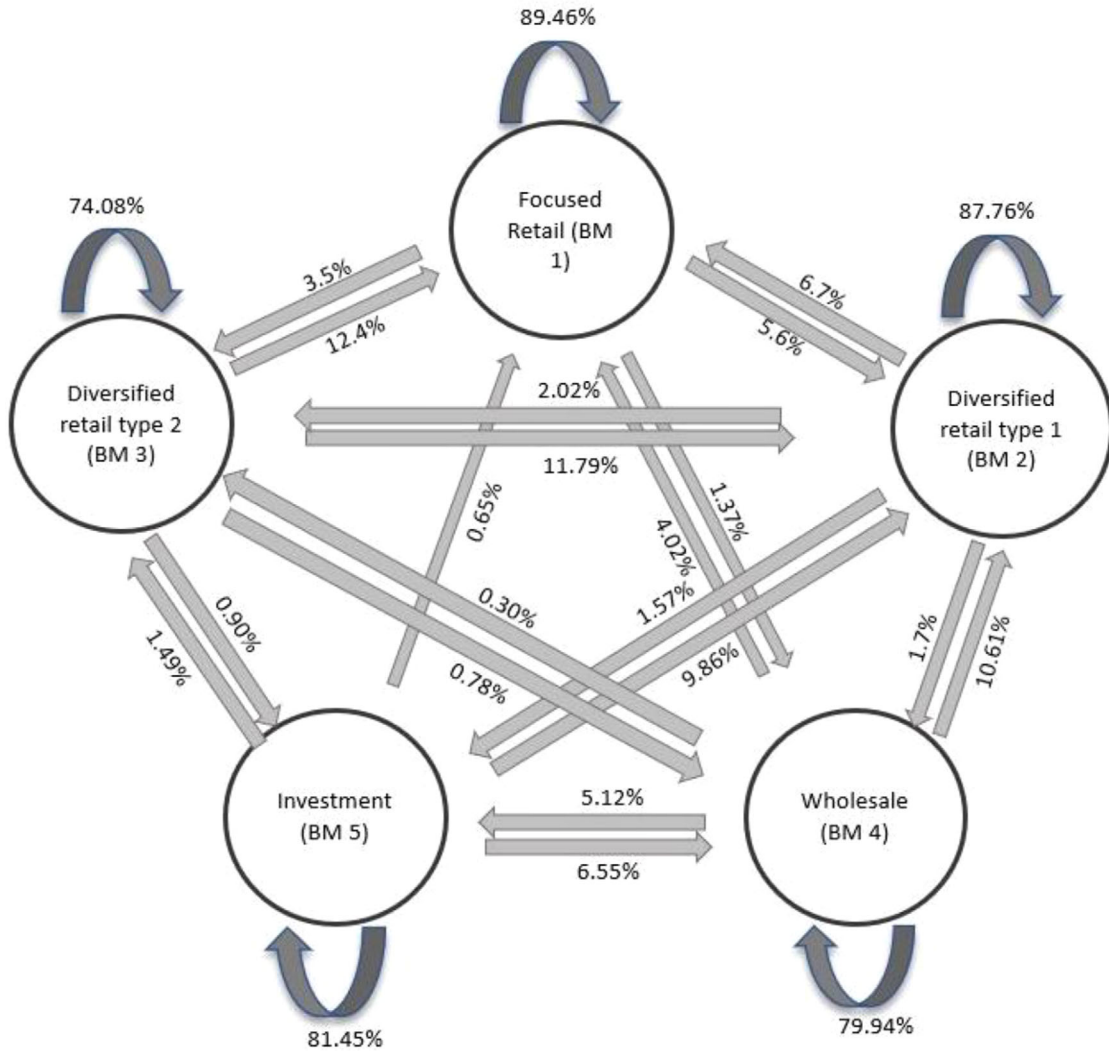 89.46%
Focused
Retail (BM
1)
74.08%
87.76%
3.5%
12.4%
6.7%
5.6%
Diversified
retail type 2
(BM 3)
Diversified
retail type 1
(BM 2)
2.02%
11.79%
0.65%
1.37%
4.02%
0.90%
1.49%
0.30%
0.78%
1.57%
9.86%
1.7%
10.61%
Investment
(BM 5)
Wholesale
(BM 4)
5.12%
6.55%
81.45%
79.94%